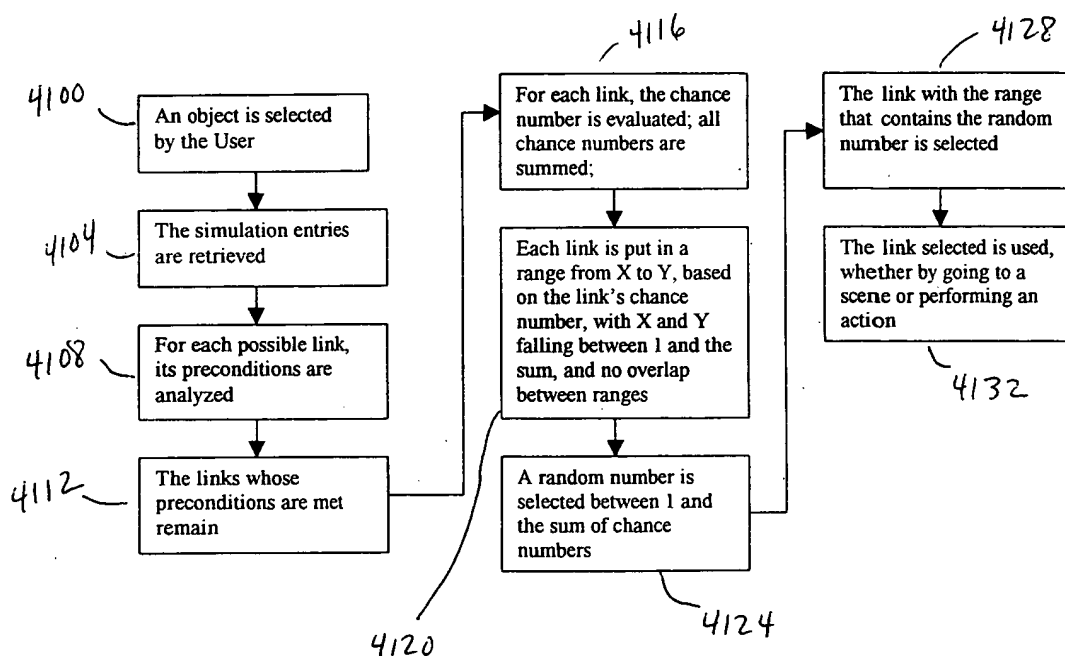 4100
An object is selected
by the User
4104
The simulation entries
are retrieved
4108
For each possible link,
its preconditions are
analyzed
4112
The links whose
preconditions are met
remain
4116
For each link, the chance
number is evaluated; all
chance numbers are
summed;
Each link is put in a
range from X to Y, based
on the link's chance
number, with X and Y
falling between 1 and the
sum, and no overlap
between ranges
4120
A random number is
selected between 1 and
the sum of chance
numbers
4124
4128
The link with the range
that contains the random
number is selected
The link selected is used,
whether by going to a
scene or performing an
action
4132